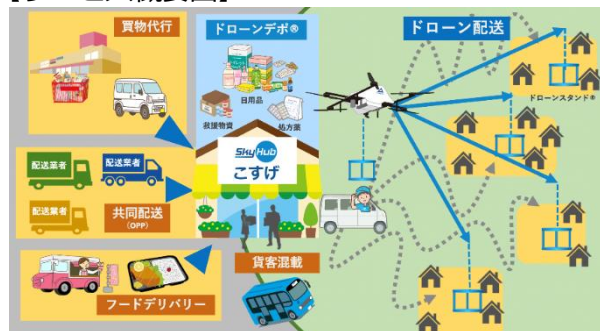 買物代行
ドローンデポ®
ドローン配送
日用品
救援物資
処方薬
ドローンスタンド®
SkyHub
こすげ
配送業者
配送業者
配送業者
共同配送
(OPP)
貨客混載
フードデリバリー